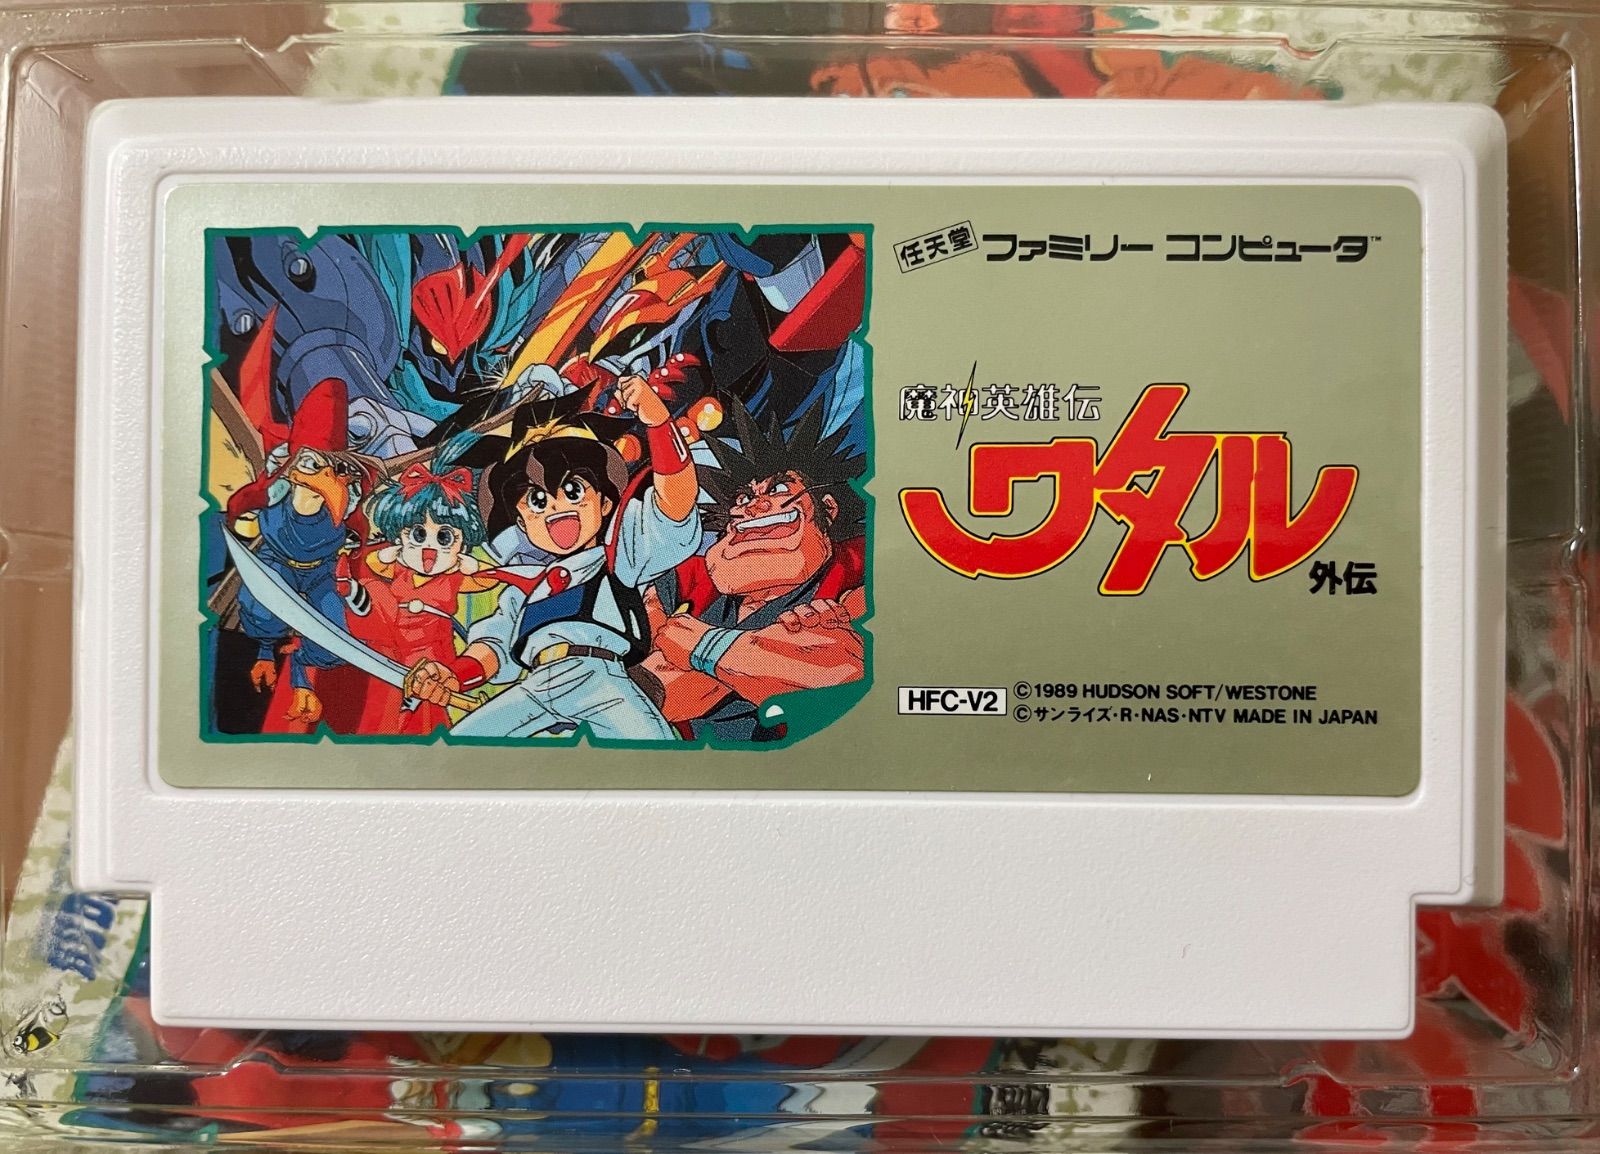 任天堂 ファミリー コンピュータ™
魔神英雄伝
ワタル
外伝
HFC-V2
©1989 HUDSON SOFT/WESTONE
©サンライズ・R・NAS・NTV MADE IN JAPAN